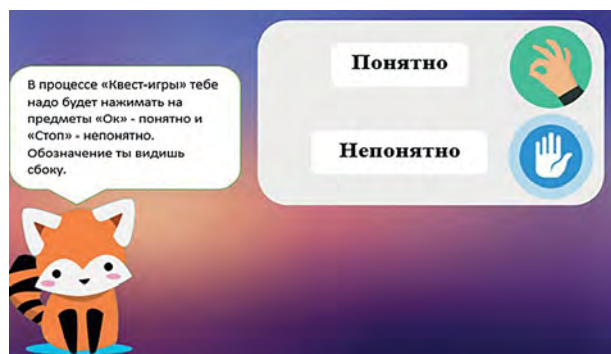 В процессе «Квест-игры» тебе
надо будет нажимать на
предметы «Ок» - понятно и
«Стоп» - непонятно.
Обозначение ты видишь
сбоку.
Понятно
Непонятно